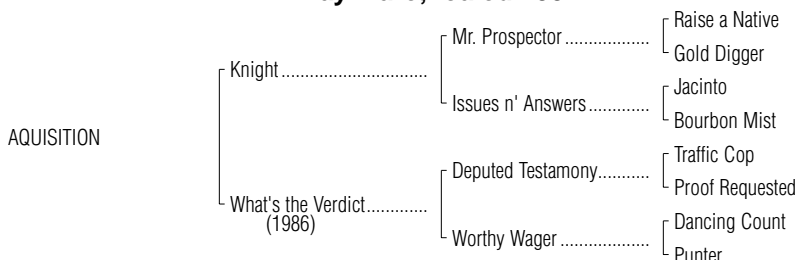 Raise a Native
Mr. Prospector
Gold Digger
Knight
Jacinto
Issues n' Answers
Bourbon Mist
AQUISITION
Traffic Cop
Deputed Testamony
Proof Requested
What's the Verdict
(1986)
Dancing Count
Worthy Wager
Punter